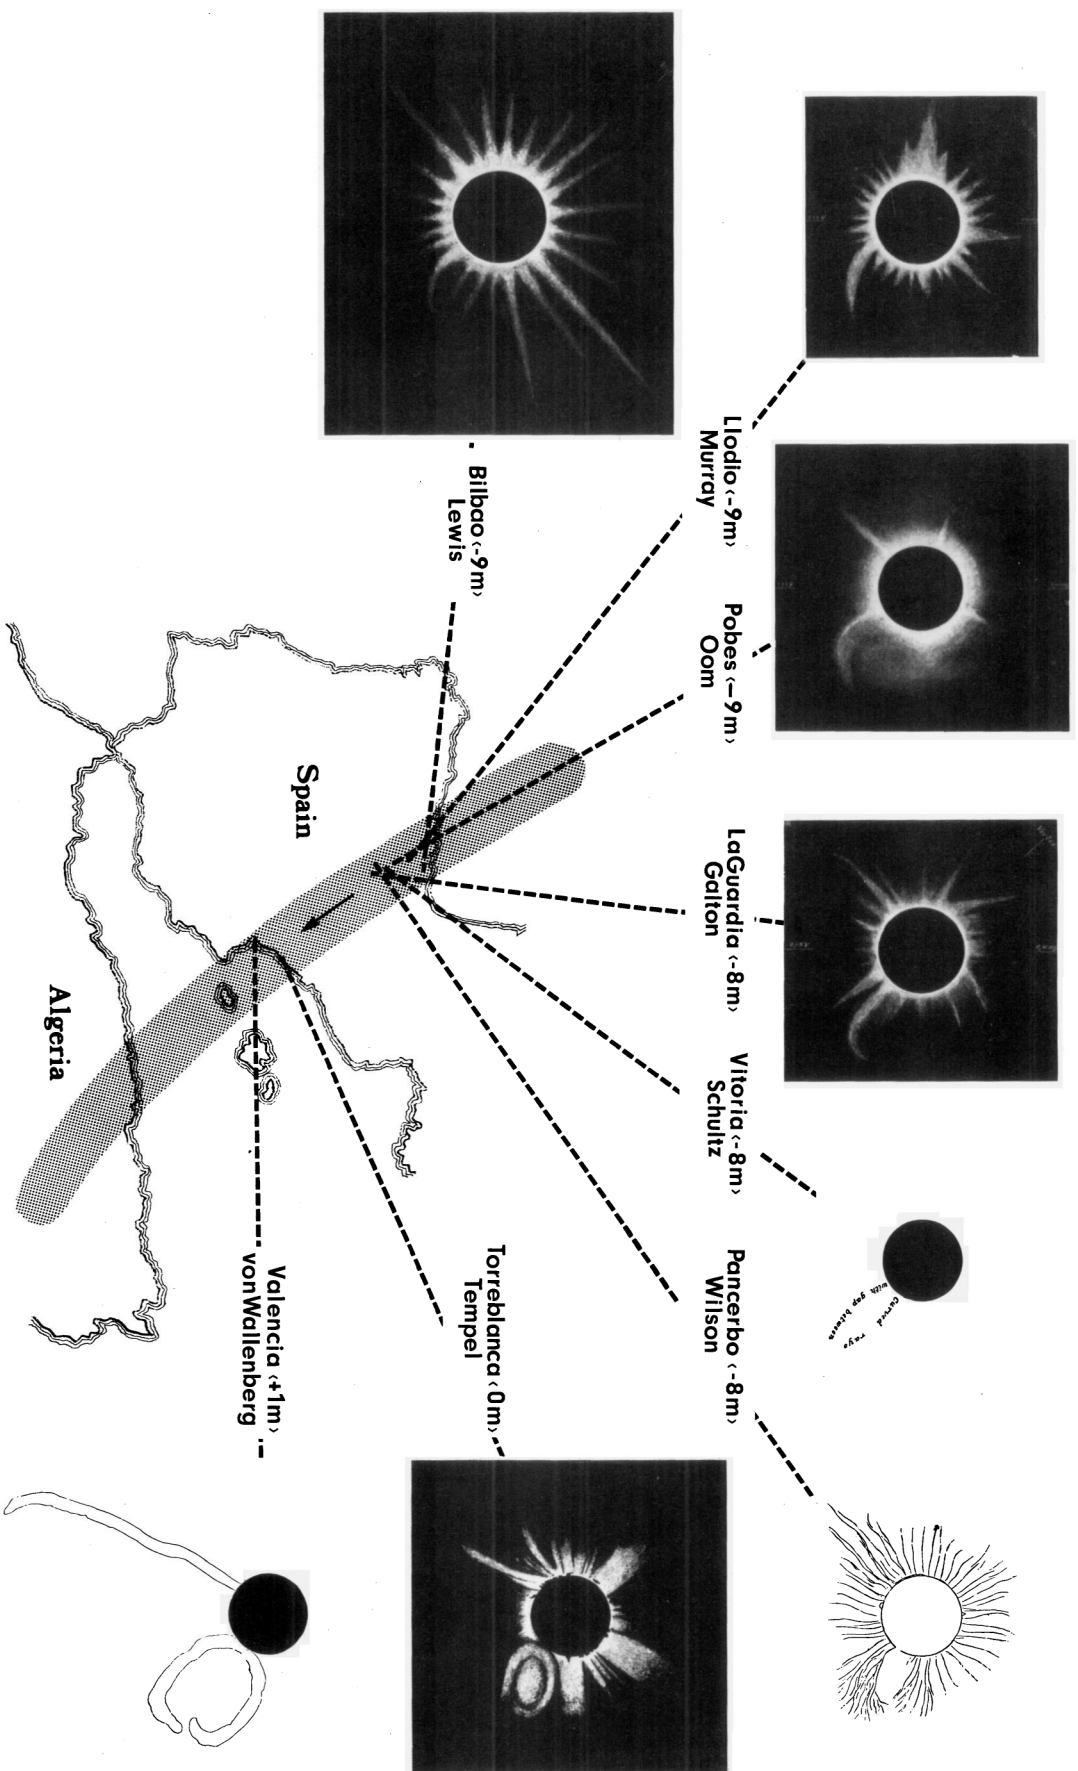 Llodio ‹-9m›
Murray
Pobes ‹-9m›
Oom
LaGuardia ‹-8m›
Galton
Vitoria ‹-8m›
Schultz
Pancerbo ‹-8m›
Wilson
curved rays
with gap between
Bilbao ‹-9m›
Lewis
Torreblanca ‹0m›
Tempel
Valencia ‹+1m›
vonWallenberg
Spain
Algeria